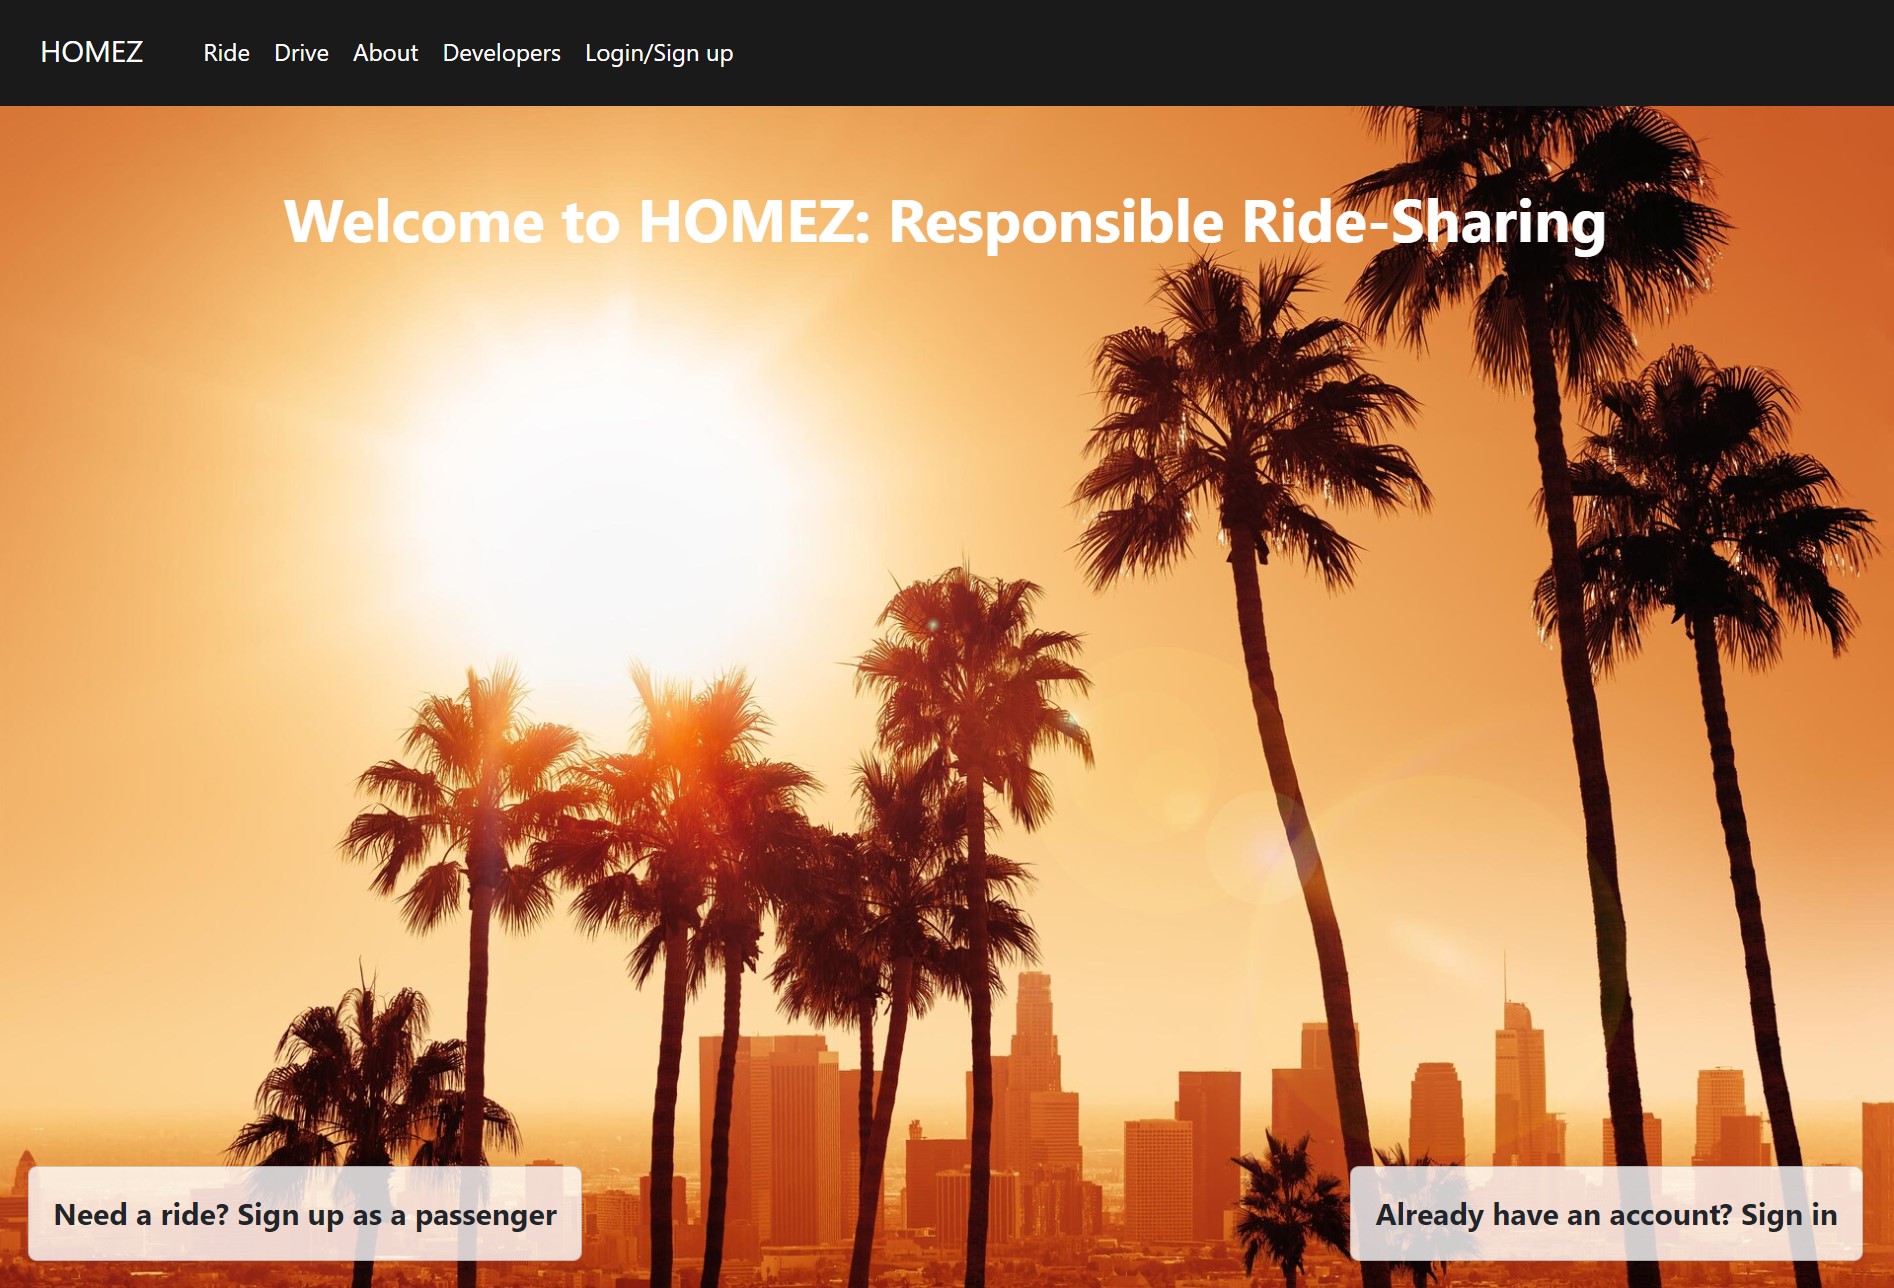 HOMEZ Ride Drive About Developers Login/Sign up
Welcome to HOMEZ: Responsible Ride-Sharing
Need a ride? Sign up as a passenger
Already have an account? Sign in